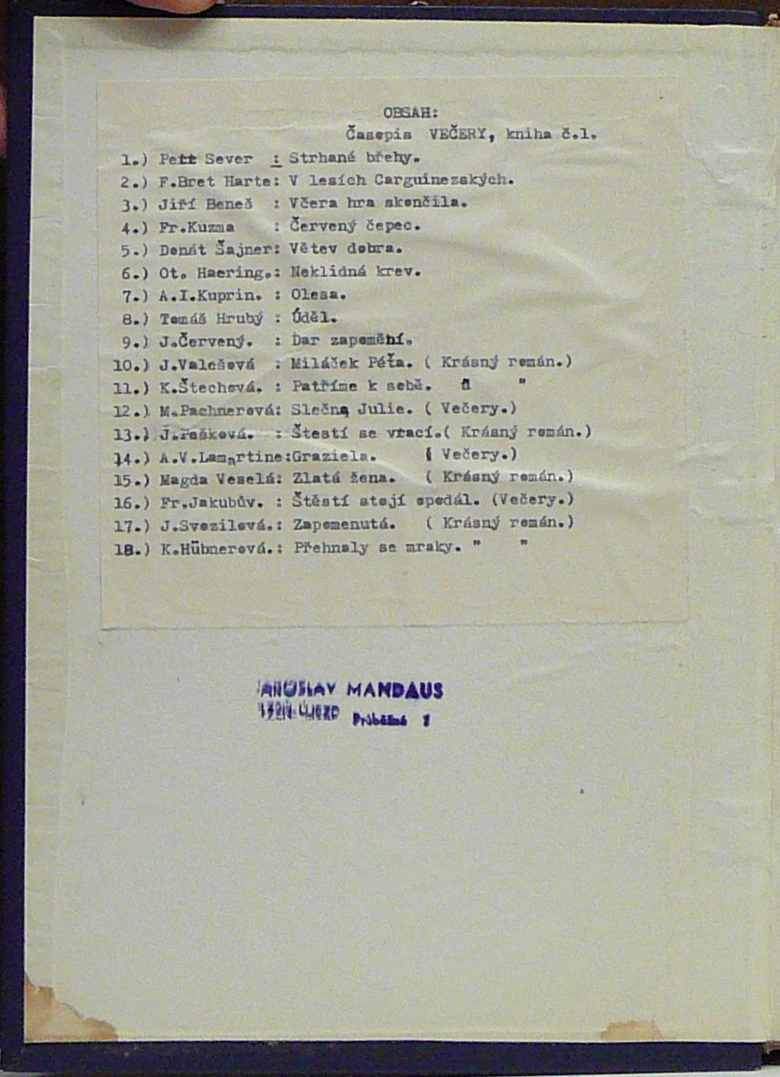 OBSAH:
Časopis VEČERY, kniha č.1.
1.) Petr Sever : Strhané břehy.
2.) F.Bret Harte: V lesích Carguinezských.
3.) Jiří Beneš : Včera hra skončila.
4.) Fr.Kuzma : Červený čepec.
5.) Donát Šajner: Větev dobra.
6.) Ot. Haering.: Neklidná krev.
7.) A.I.Kuprin. : Olesa.
8.) Tomáš Hrubý : Úděl.
9.) J.Červený. : Dar zapomění.
10.) J.Valešová : Miláček Péťa. ( Krásný román.)
11.) K.Štechová. : Patříme k sobě. " "
12.) M.Pachnerová: Slečna Julie. ( Večery.)
13.) J.Pašková. : Štestí se vrací.( Krásný román.)
14.) A.V.Lamartine:Graziela. ( Večery.)
15.) Magda Veselá: Zlatá žena. ( Krásný román.)
16.) Fr.Jakubův. : Štěstí stojí opodál. (Večery.)
17.) J.Svozilová.: Zapomenutá. ( Krásný román.)
18.) K.Hübnerová.: Přehnaly se mraky. " "
JAROSLAV MANDAUS
ÚJEZD Průběžná 1